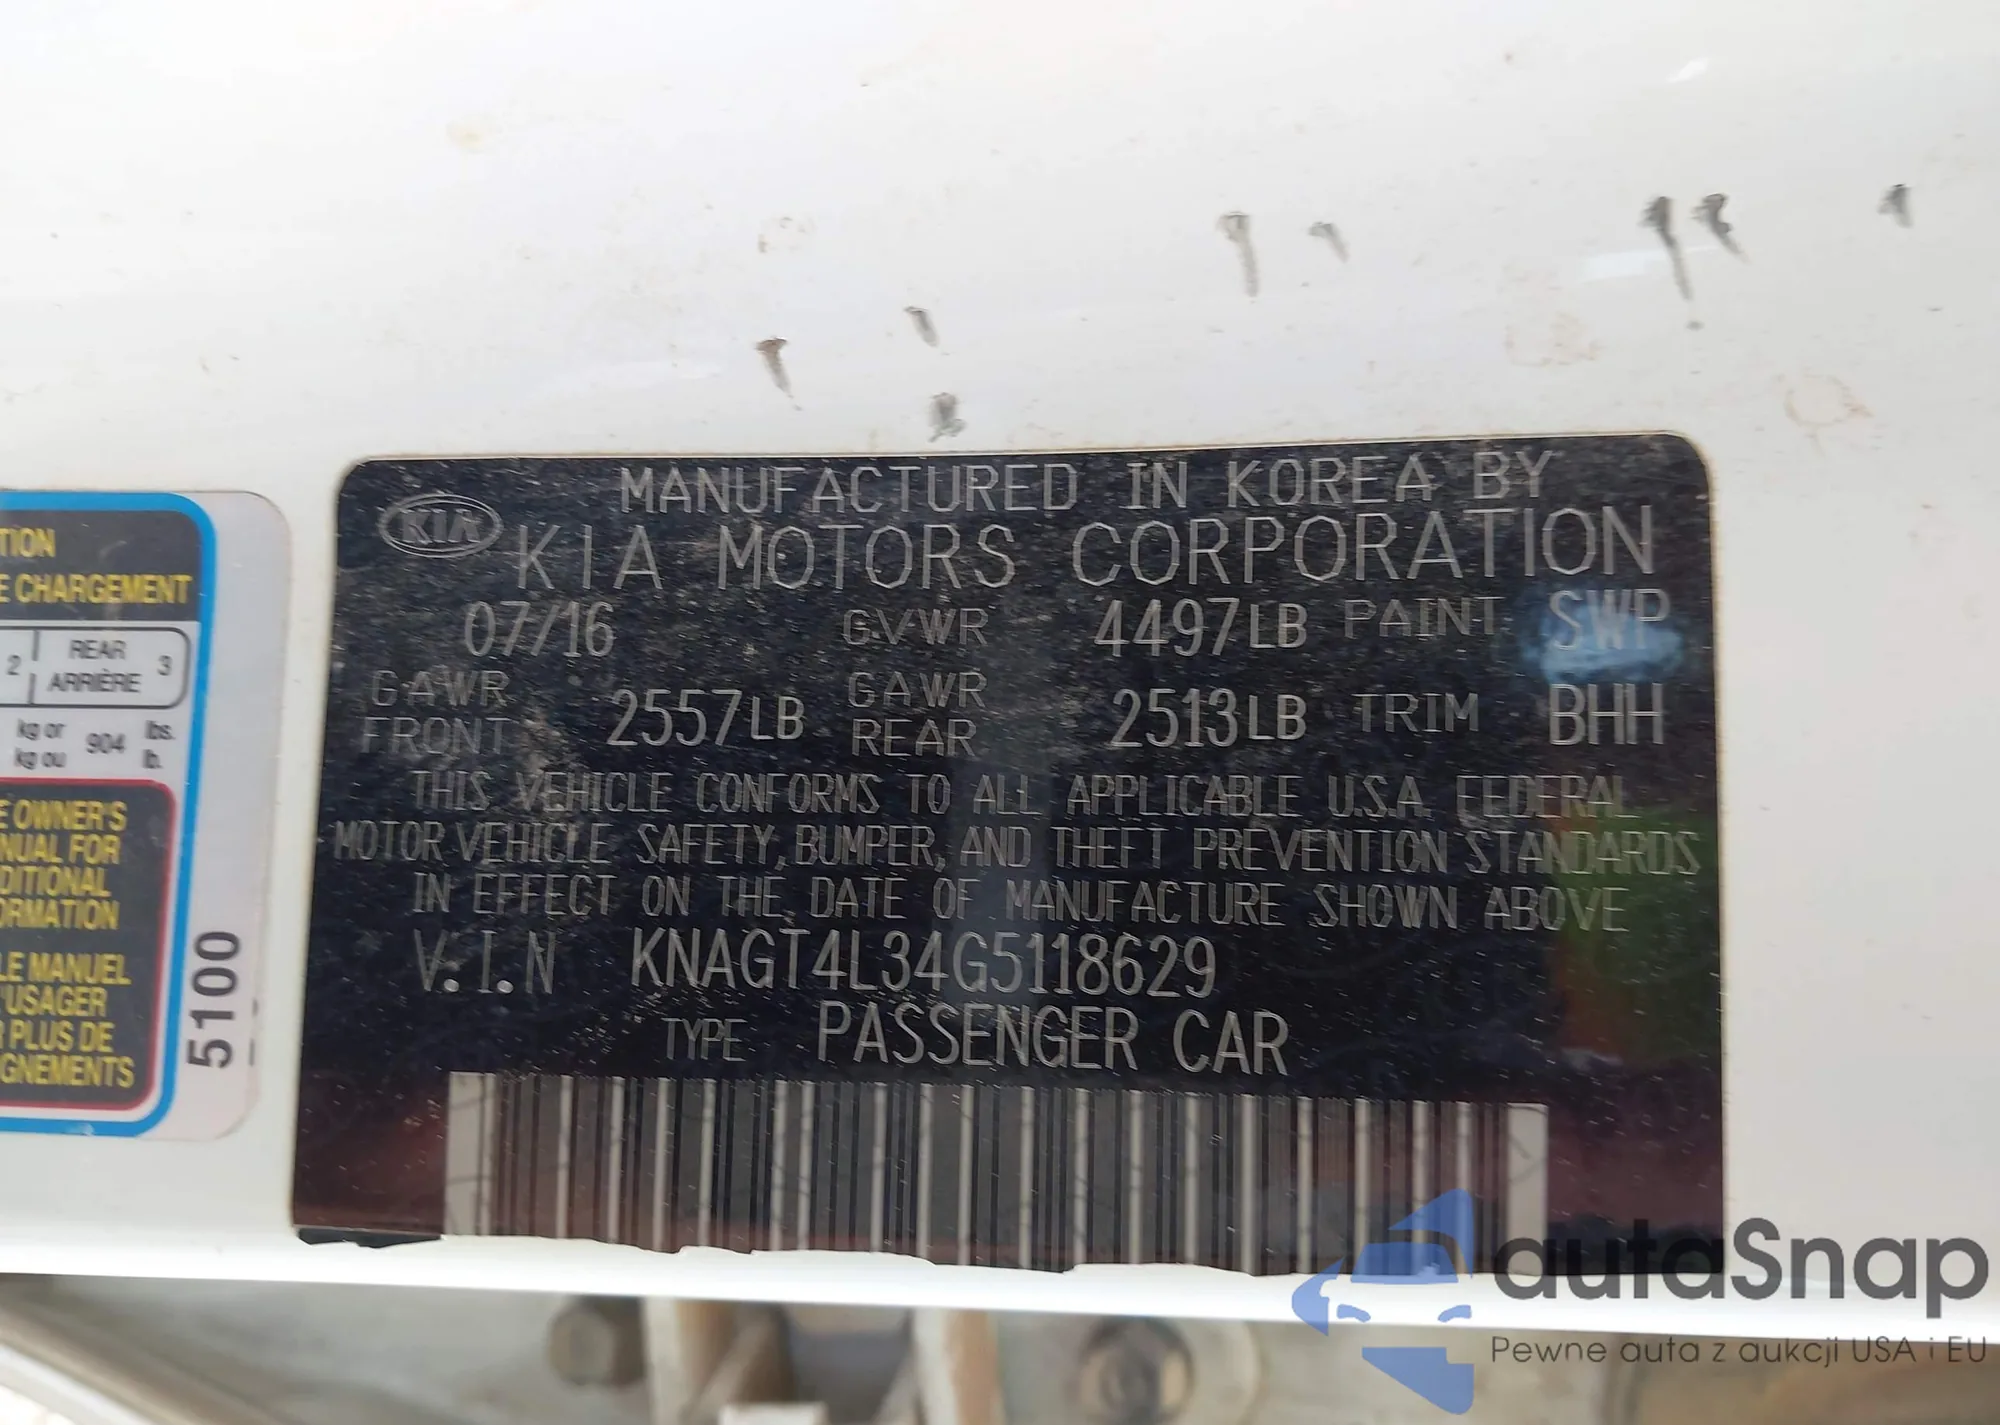 TION
E CHARGEMENT
2 REAR ARRIÈRE 3
kg or kg ou 904 lbs. lb.
E OWNER'S
NUAL FOR
DITIONAL
ORMATION
LE MANUEL
'USAGER
R PLUS DE
GNEMENTS
5100
MANUFACTURED IN KOREA BY
KIA
KIA MOTORS CORPORATION
07/16 GVWR 4497LB PAINT SWP
GAWR FRONT 2557LB GAWR REAR 2513LB TRIM BHH
THIS VEHICLE CONFORMS TO ALL APPLICABLE U.S.A. FEDERAL
MOTOR VEHICLE SAFETY, BUMPER, AND THEFT PREVENTION STANDARDS
IN EFFECT ON THE DATE OF MANUFACTURE SHOWN ABOVE
V.I.N KNAGT4L34G5118629
TYPE PASSENGER CAR
autaSnap
Pewne auta z aukcji USA i EU